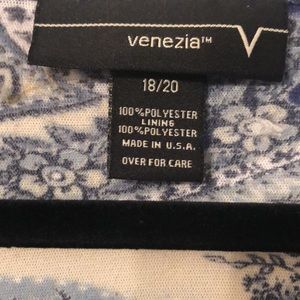 venezia™
18/20
100%POLYESTER
LINING
100%POLYESTER
MADE IN U.S.A.
OVER FOR CARE